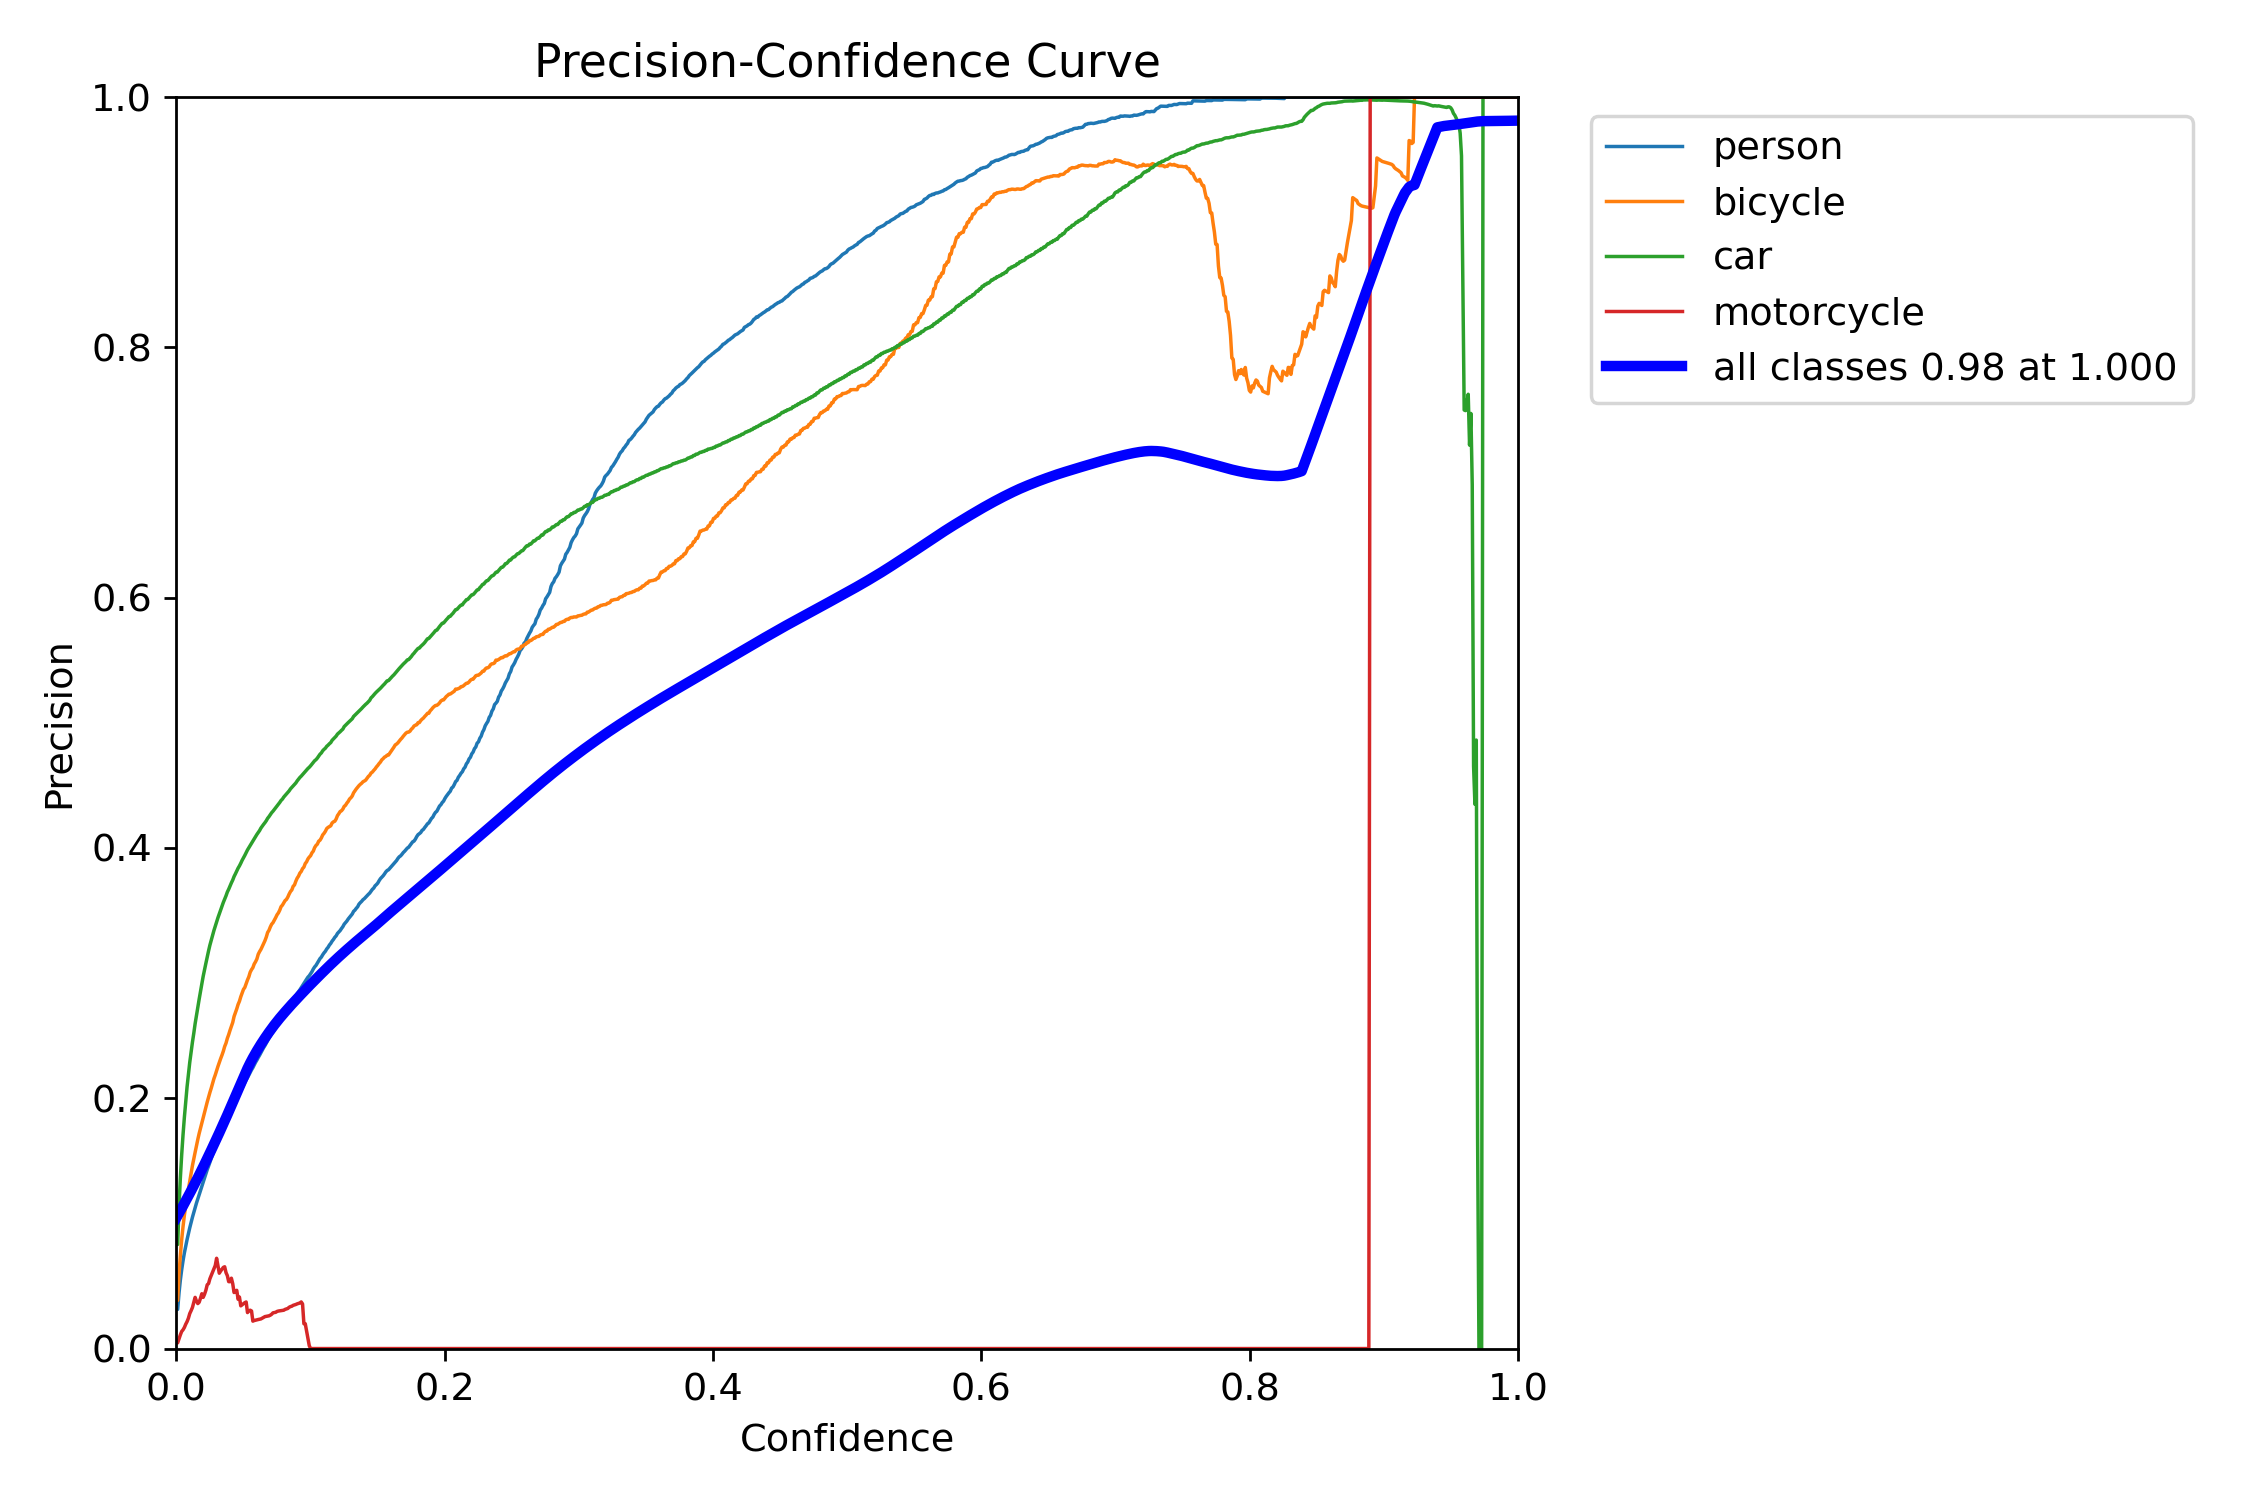 Precision-Confidence Curve
1.0
0.8
0.6
0.4
0.2
0.0
Precision
0.0 0.2 0.4 0.6 0.8 1.0
Confidence
person
bicycle
car
motorcycle
all classes 0.98 at 1.000